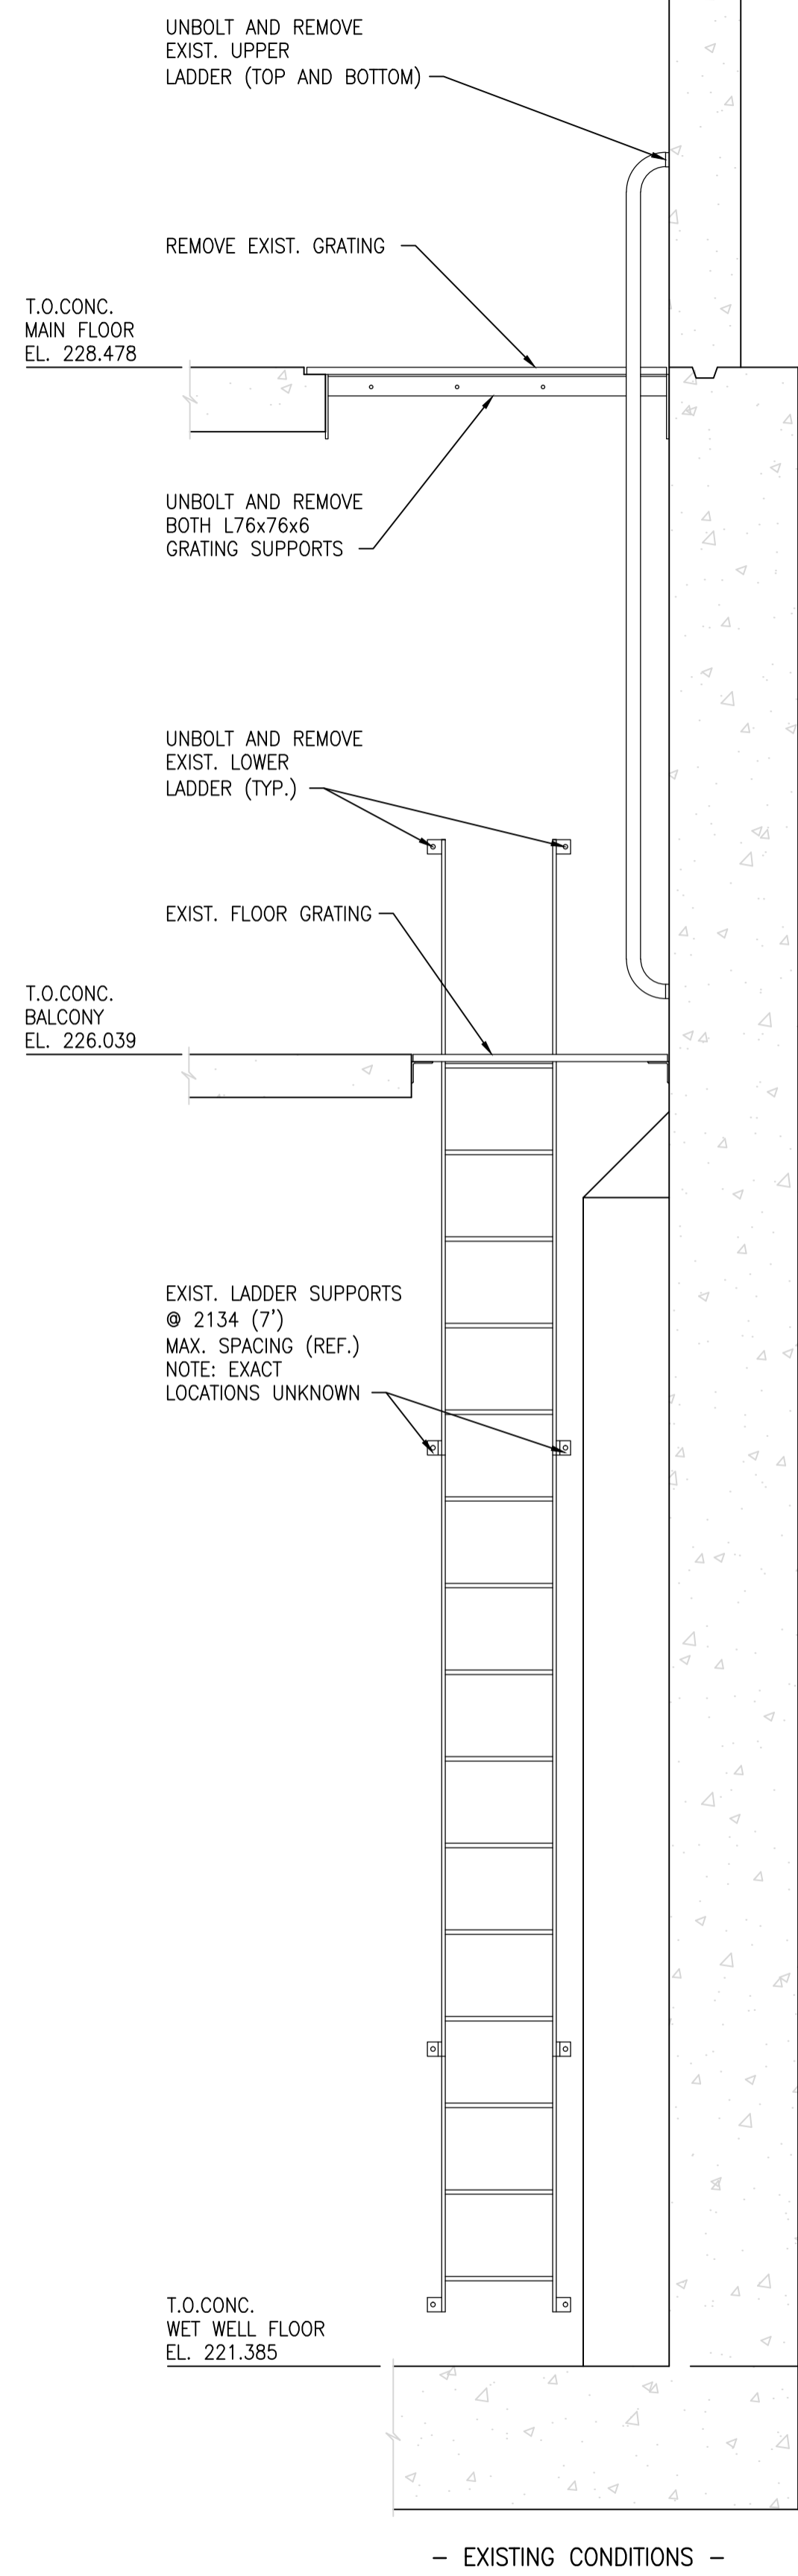 UNBOLT AND REMOVE
EXIST. UPPER
LADDER (TOP AND BOTTOM)
REMOVE EXIST. GRATING
T.O.CONC.
MAIN FLOOR
EL. 228.478
UNBOLT AND REMOVE
BOTH L76x76x6
GRATING SUPPORTS
UNBOLT AND REMOVE
EXIST. LOWER
LADDER (TYP.)
EXIST. FLOOR GRATING
T.O.CONC.
BALCONY
EL. 226.039
EXIST. LADDER SUPPORTS
@ 2134 (7')
MAX. SPACING (REF.)
NOTE: EXACT
LOCATIONS UNKNOWN
T.O.CONC.
WET WELL FLOOR
EL. 221.385
– EXISTING CONDITIONS –